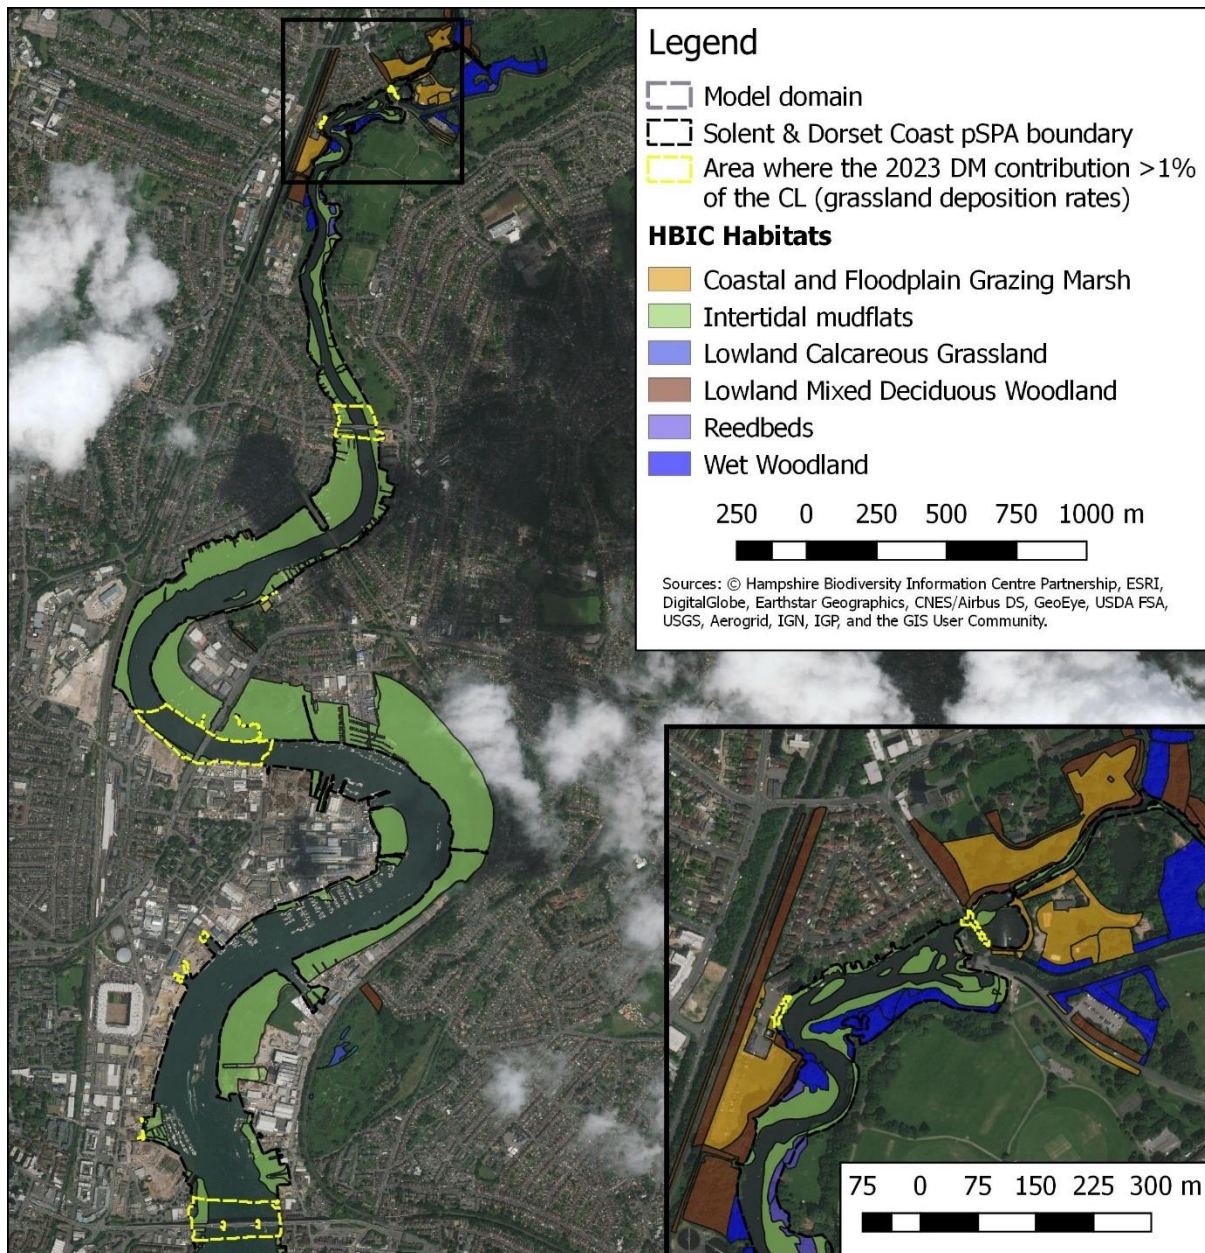 Legend
Model domain
Solent & Dorset Coast pSPA boundary
Area where the 2023 DM contribution >1%
of the CL (grassland deposition rates)
HBIC Habitats
Coastal and Floodplain Grazing Marsh
Intertidal mudflats
Lowland Calcareous Grassland
Lowland Mixed Deciduous Woodland
Reedbeds
Wet Woodland
250 0 250 500 750 1000 m
Sources: © Hampshire Biodiversity Information Centre Partnership, ESRI,
DigitalGlobe, Earthstar Geographics, CNES/Airbus DS, GeoEye, USDA FSA,
USGS, Aerogrid, IGN, IGP, and the GIS User Community.
75 0 75 150 225 300 m